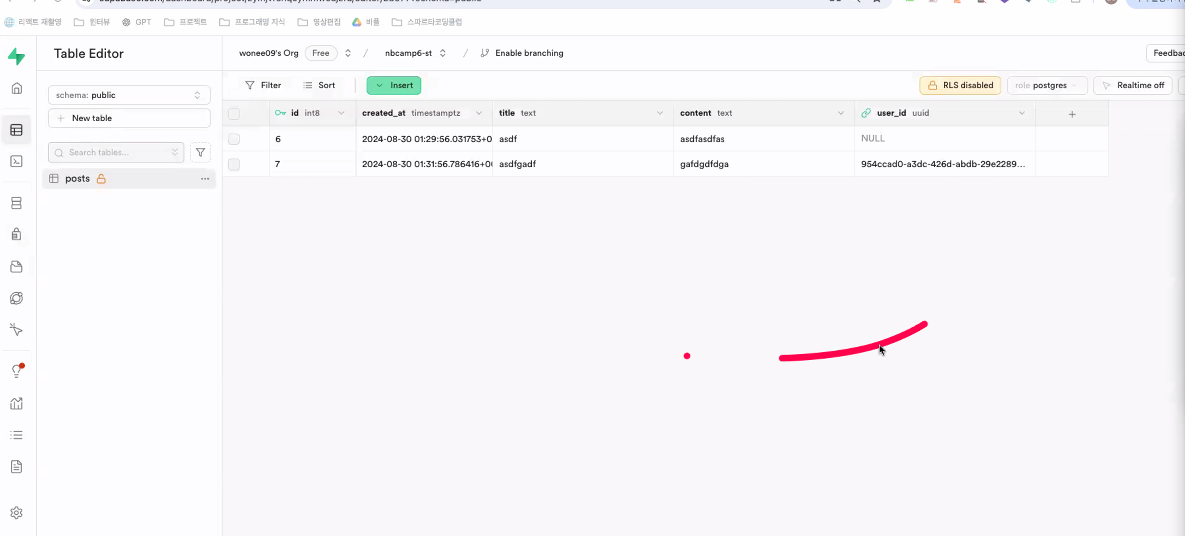 리액트 재촬영 인터뷰 GPT 프로젝트 프로그래밍 지식 영상편집 비플 스파르타코딩클럽
Table Editor wonee09's Org Free / nbcamp6-st / Enable branching Feedbac
schema: public Filter Sort Insert RLS disabled role postgres Realtime off
+ New table
id int8 created_at timestamptz title text content text user_id uuid +
6 2024-08-30 01:29:56.031753+0 asdf asdfasdfas NULL
Search tables...
7 2024-08-30 01:31:56.786416+0 asdfgadf gafdgdfdga 954ccad0-a3dc-426d-abdb-29e2289...
posts ...